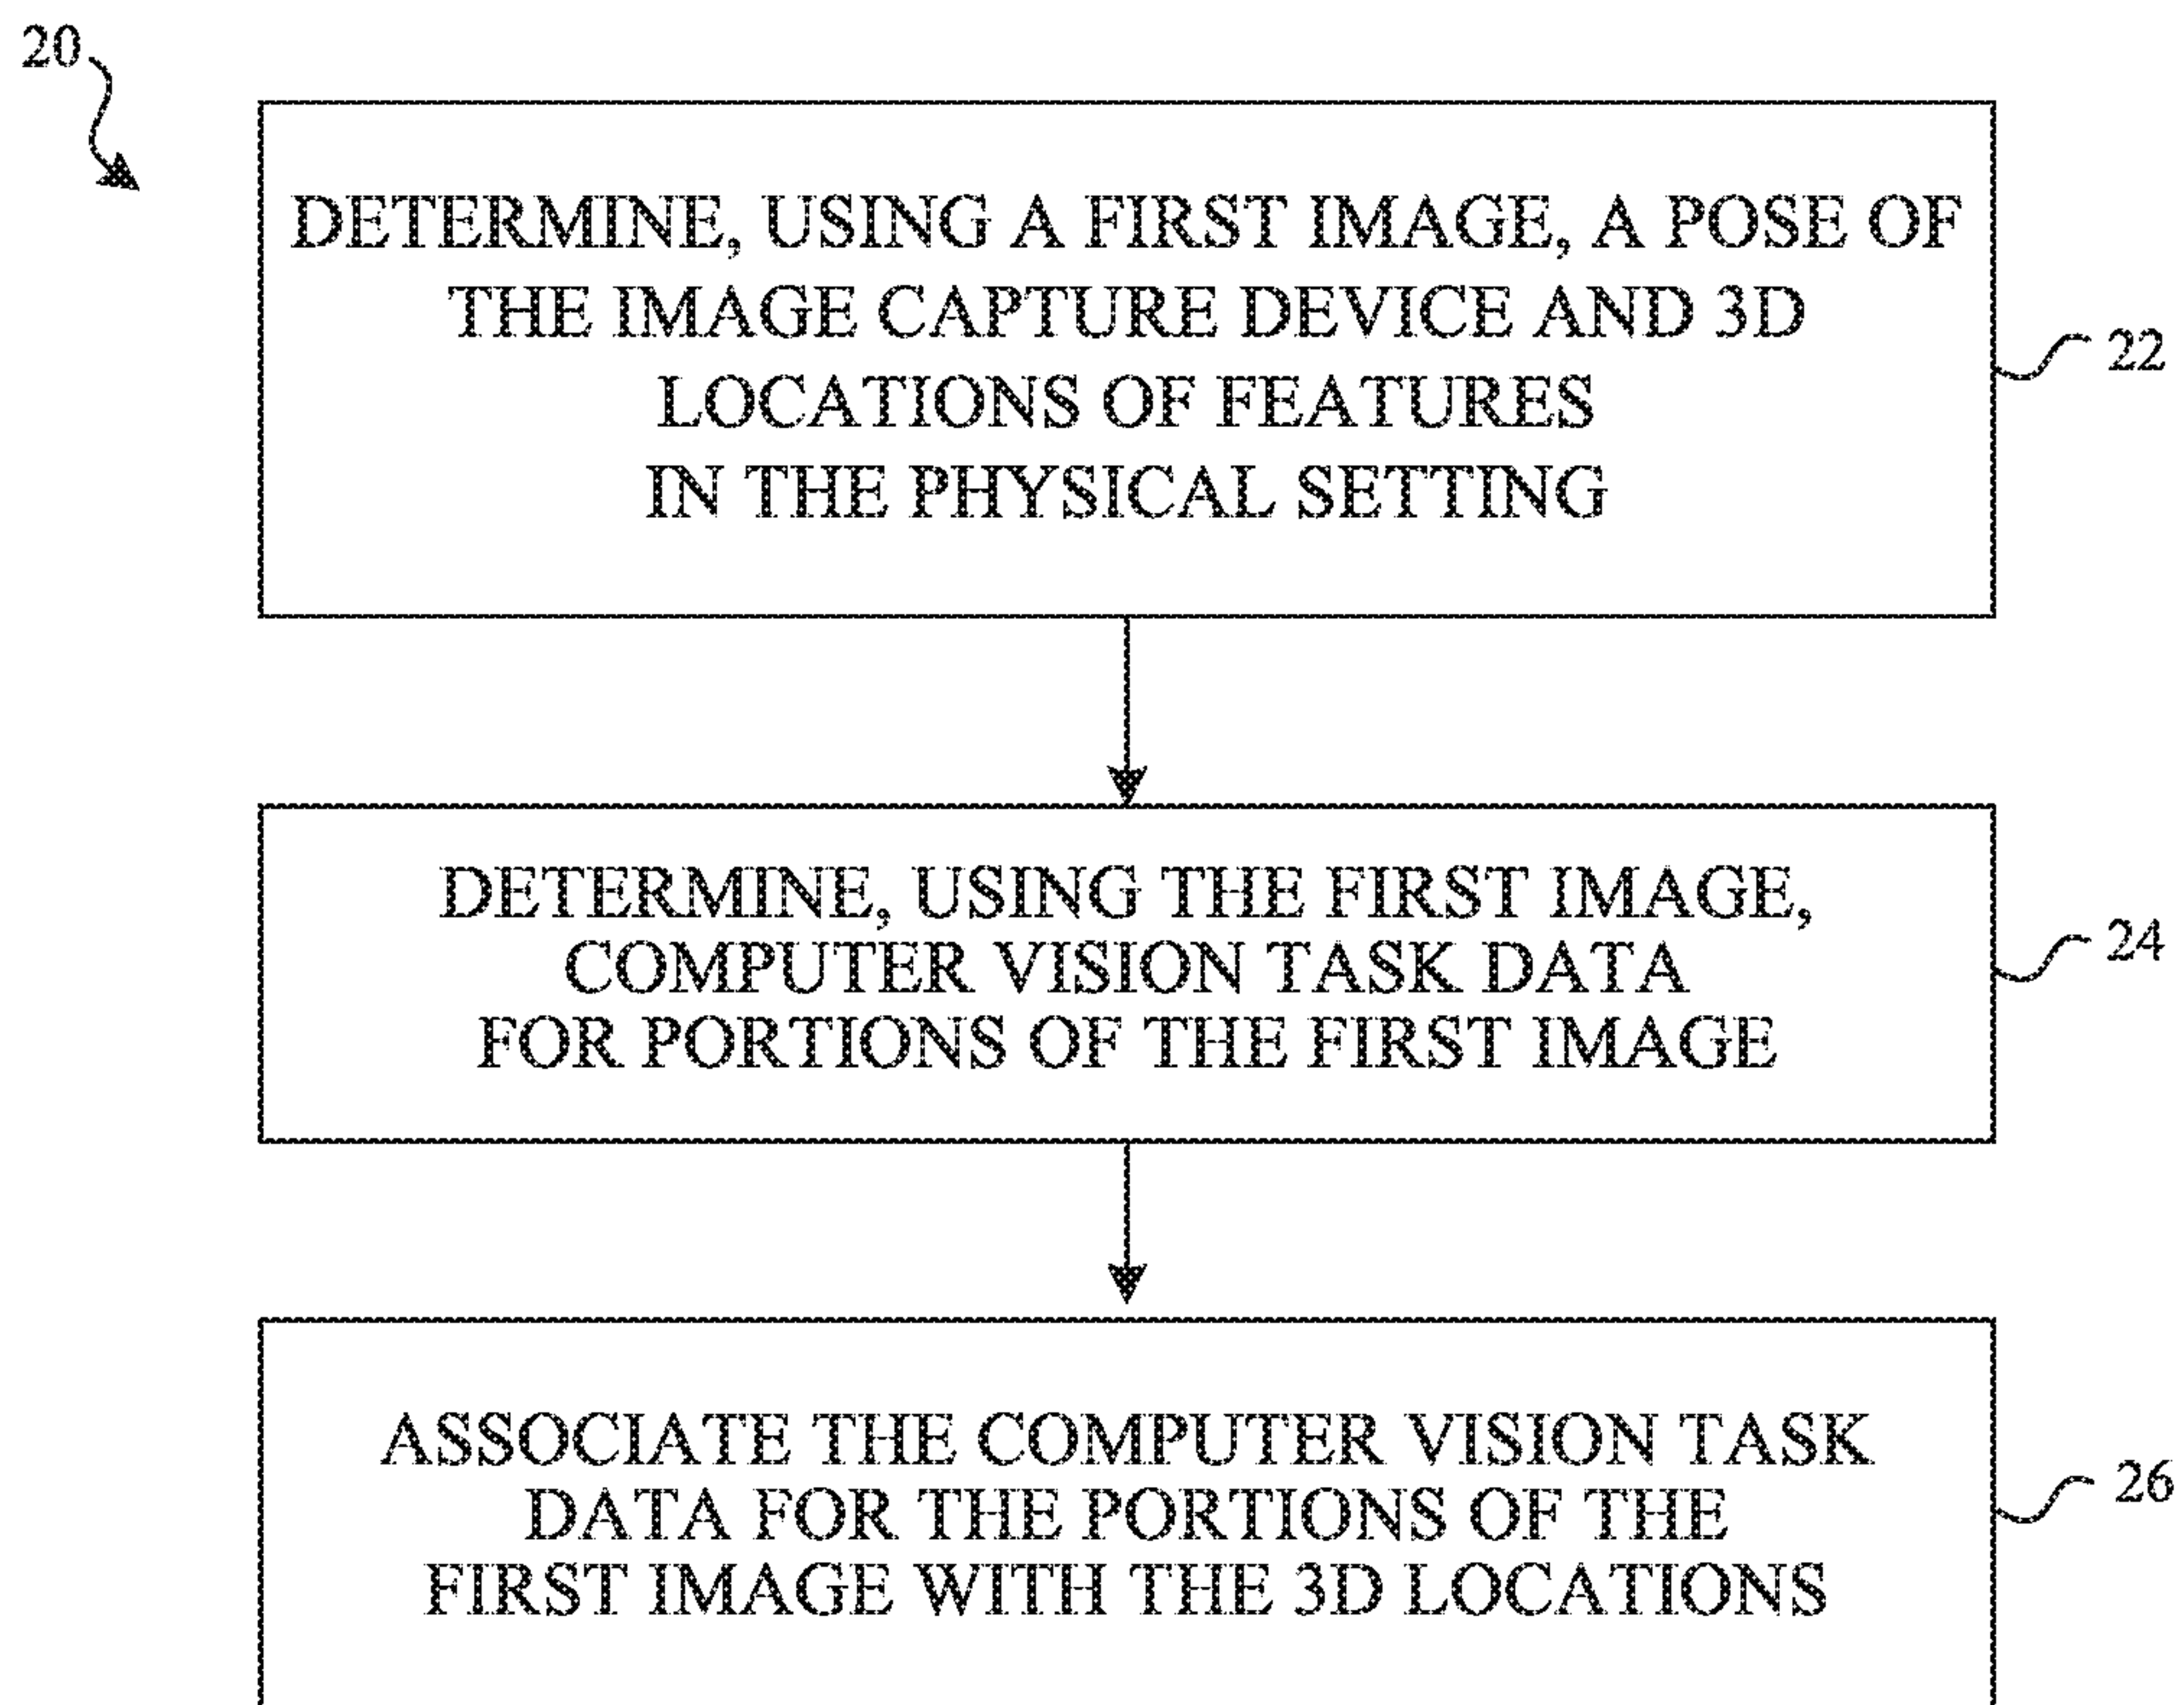 20
DETERMINE, USING A FIRST IMAGE, A POSE OF
THE IMAGE CAPTURE DEVICE AND 3D
LOCATIONS OF FEATURES
IN THE PHYSICAL SETTING
22
DETERMINE, USING THE FIRST IMAGE,
COMPUTER VISION TASK DATA
FOR PORTIONS OF THE FIRST IMAGE
24
ASSOCIATE THE COMPUTER VISION TASK
DATA FOR THE PORTIONS OF THE
FIRST IMAGE WITH THE 3D LOCATIONS
26